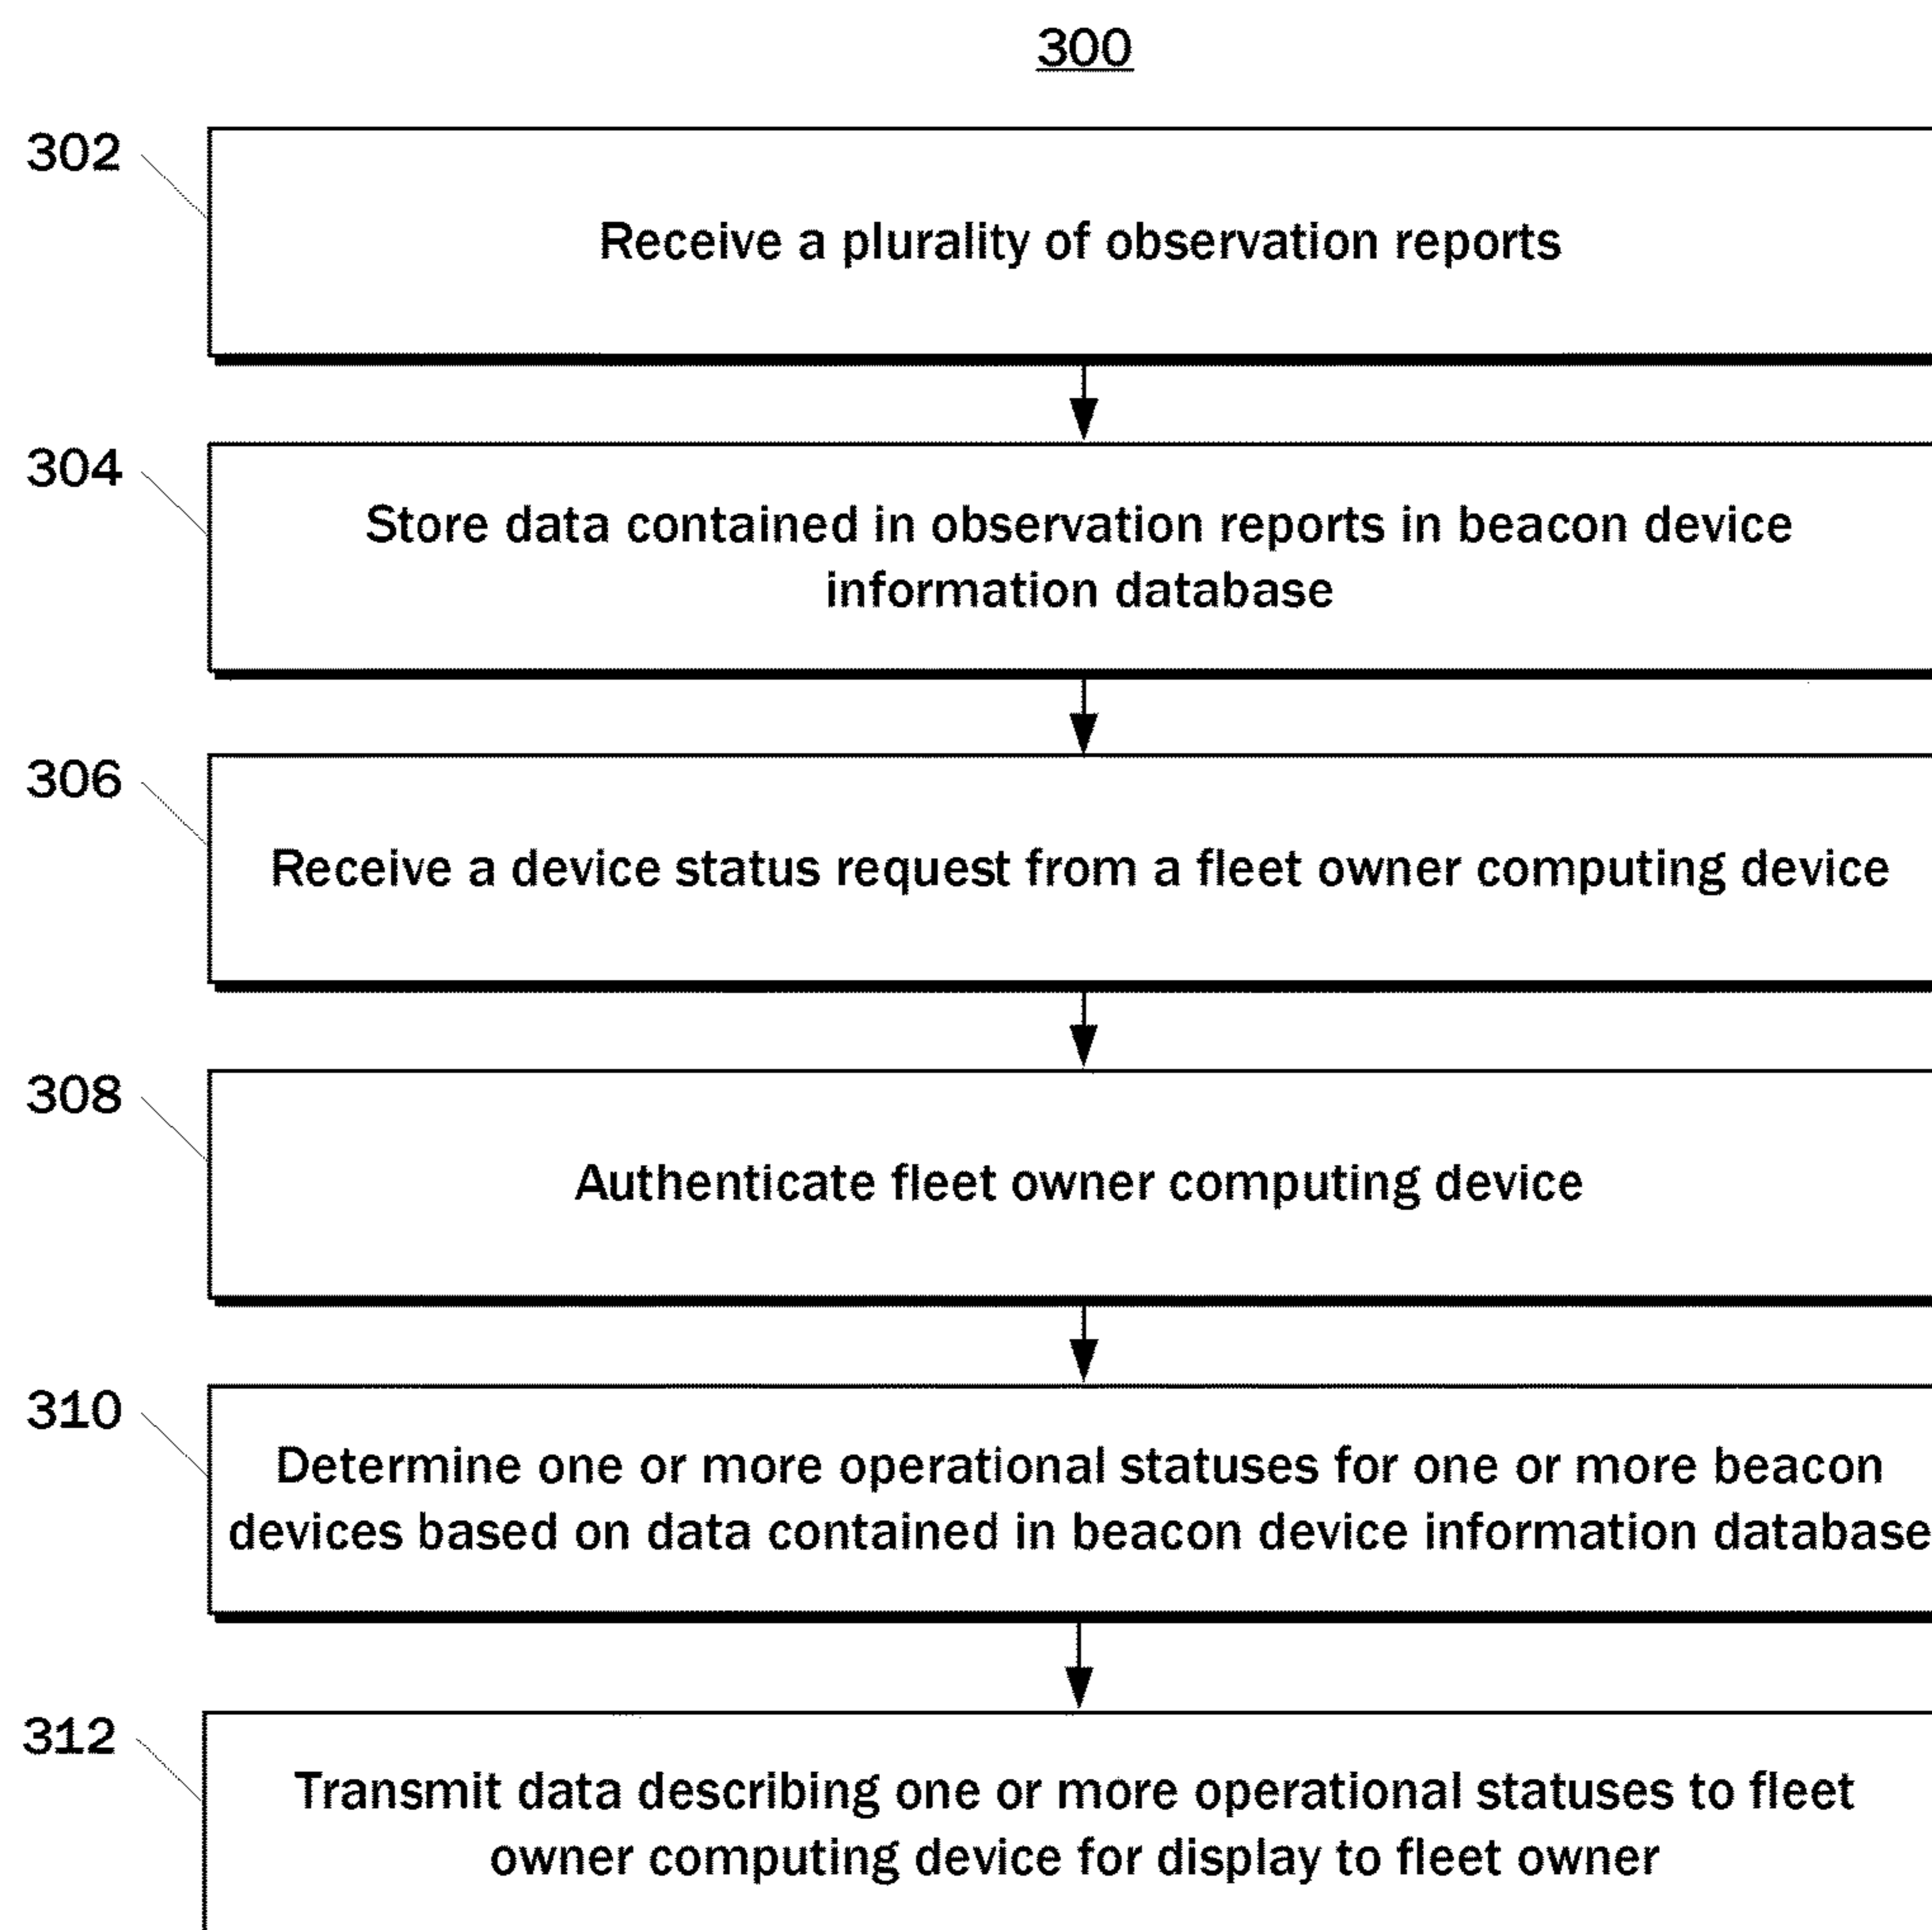 300
302
Receive a plurality of observation reports
304
Store data contained in observation reports in beacon device
information database
306
Receive a device status request from a fleet owner computing device
308
Authenticate fleet owner computing device
310
Determine one or more operational statuses for one or more beacon
devices based on data contained in beacon device information database
312
Transmit data describing one or more operational statuses to fleet
owner computing device for display to fleet owner